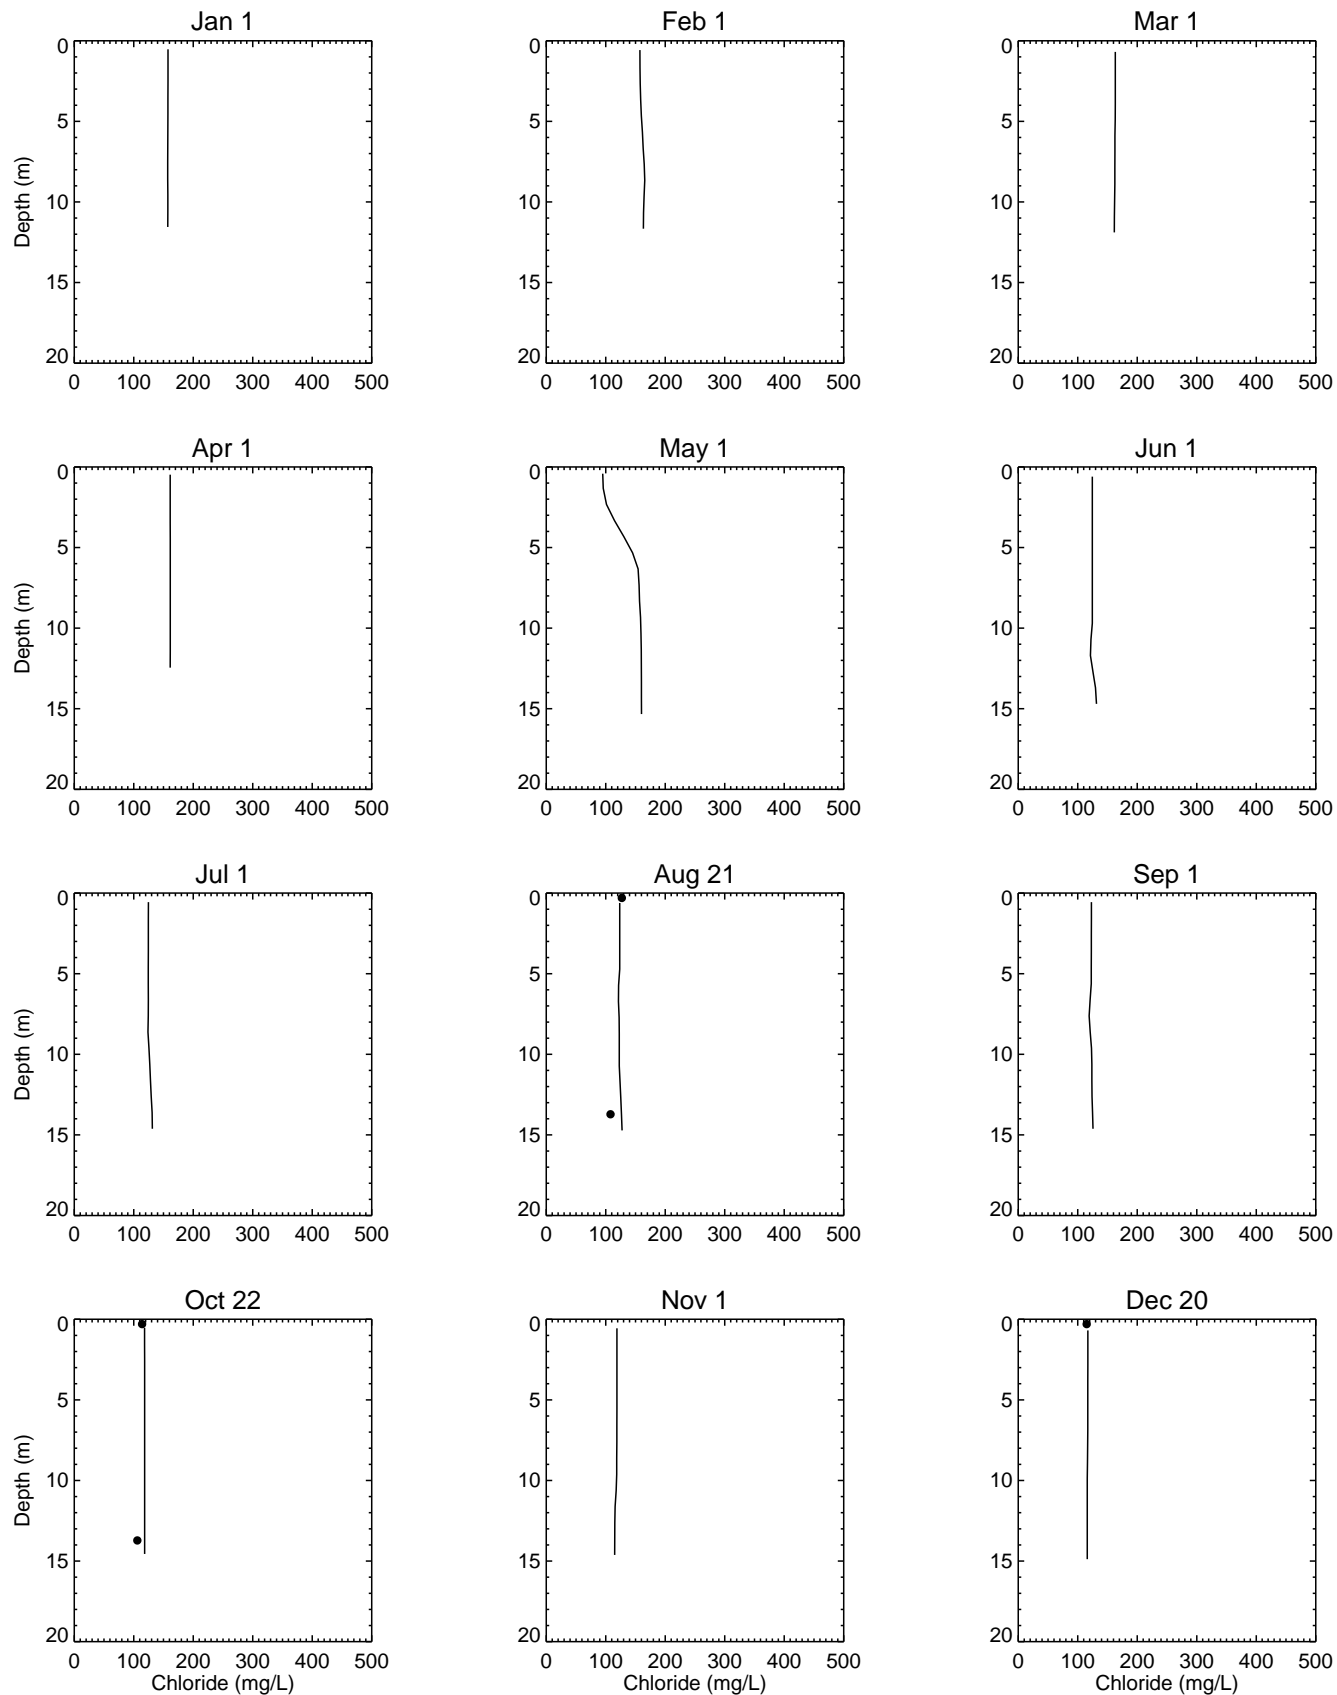 Jan 1
Feb 1
Mar 1
0 0 0
5 5 5
Depth (m)
10 10 10
15 15 15
20 20 20
0 100 200 300 400 500 0 100 200 300 400 500 0 100 200 300 400 500
Apr 1
May 1
Jun 1
0 0 0
5 5 5
Depth (m)
10 10 10
15 15 15
20 20 20
0 100 200 300 400 500 0 100 200 300 400 500 0 100 200 300 400 500
Jul 1
Aug 21
Sep 1
0 0 0
5 5 5
Depth (m)
10 10 10
15 15 15
20 20 20
0 100 200 300 400 500 0 100 200 300 400 500 0 100 200 300 400 500
Oct 22
Nov 1
Dec 20
0 0 0
5 5 5
Depth (m)
10 10 10
15 15 15
20 20 20
0 100 200 300 400 500 0 100 200 300 400 500 0 100 200 300 400 500
Chloride (mg/L) Chloride (mg/L) Chloride (mg/L)